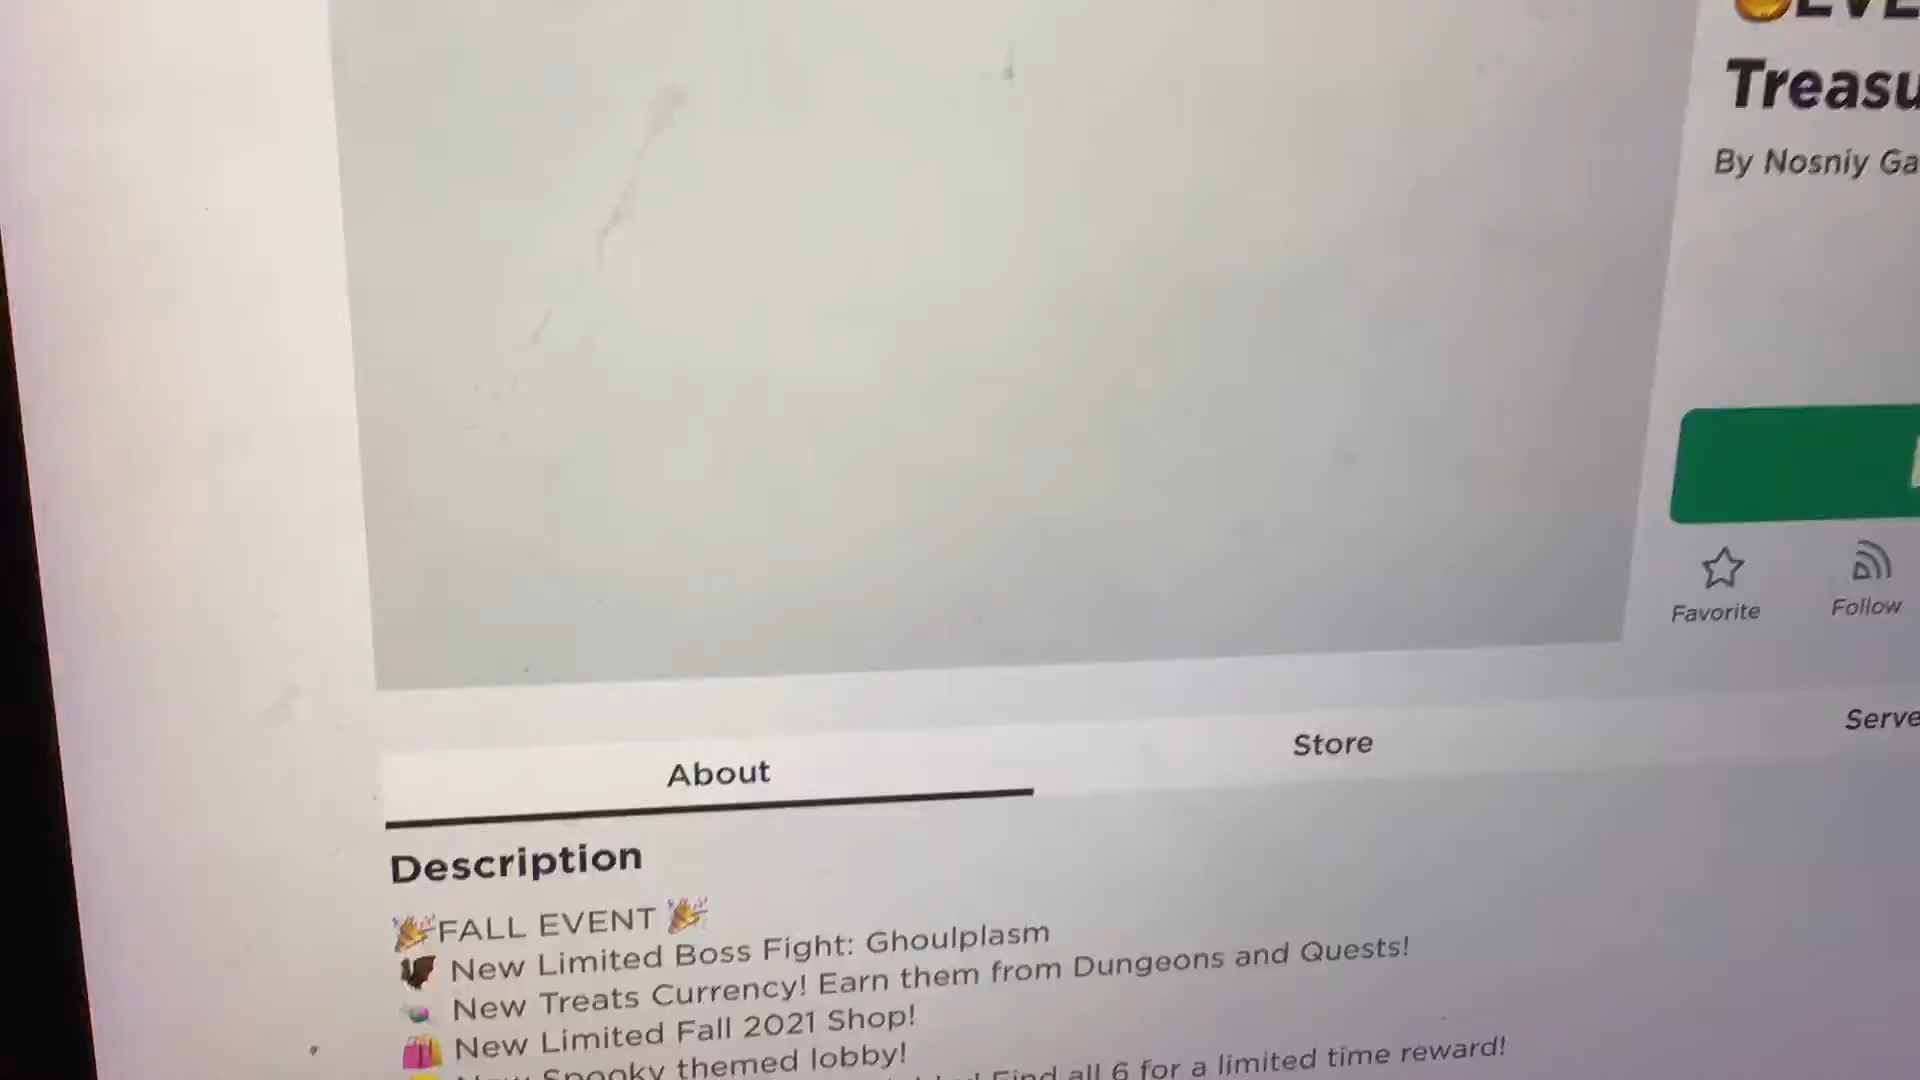 Treasu
By Nosniy Ga
Favorite
Follow
About
Store
Serve
Description
🎉FALL EVENT 🎉
🦇 New Limited Boss Fight: Ghoulplasm
🍬 New Treats Currency! Earn them from Dungeons and Quests!
🛍️ New Limited Fall 2021 Shop!
Spooky themed lobby!
Find all 6 for a limited time reward!